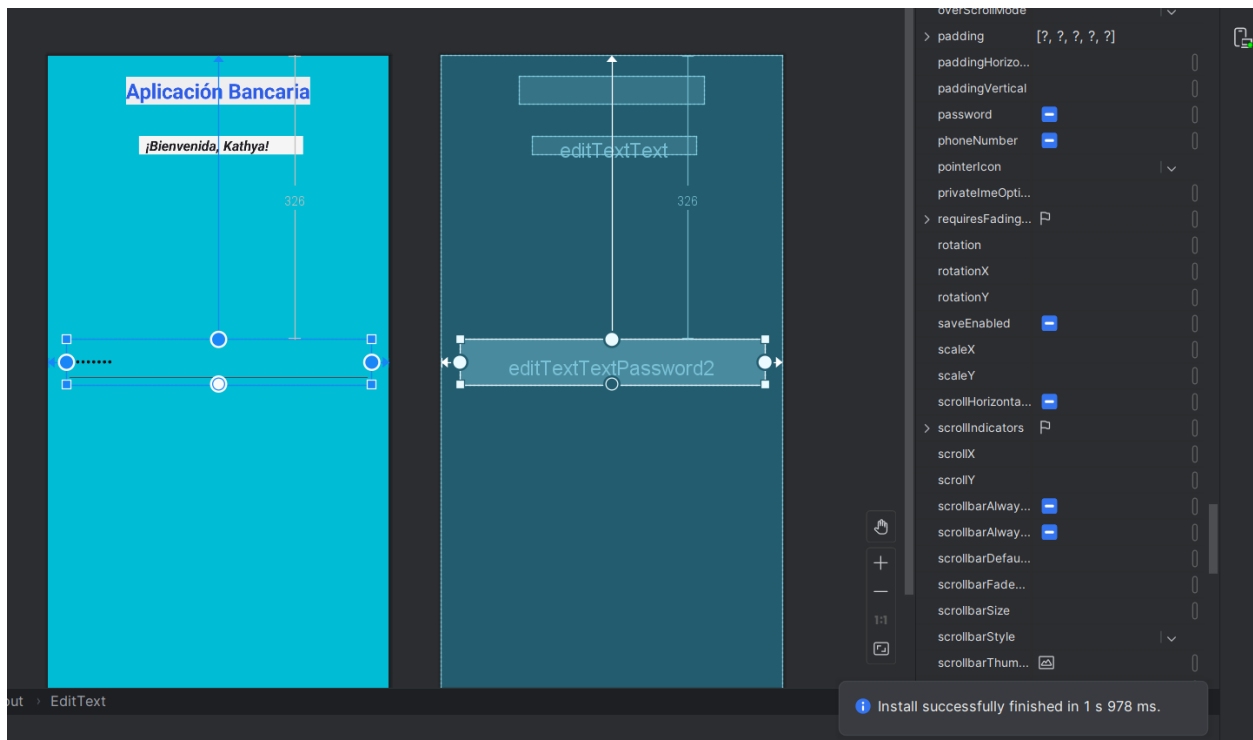 Aplicación Bancaria
¡Bienvenida, Kathya!
326
editTextText
326
editTextTextPassword2
1:1
overScrollMode
padding [?, ?, ?, ?, ?]
paddingHorizo...
paddingVertical
password
phoneNumber
pointerIcon
privateImeOpti...
requiresFading...
rotation
rotationX
rotationY
saveEnabled
scaleX
scaleY
scrollHorizonta...
scrollIndicators
scrollX
scrollY
scrollbarAlway...
scrollbarAlway...
scrollbarDefau...
scrollbarFade...
scrollbarSize
scrollbarStyle
scrollbarThum...
out › EditText
Install successfully finished in 1 s 978 ms.